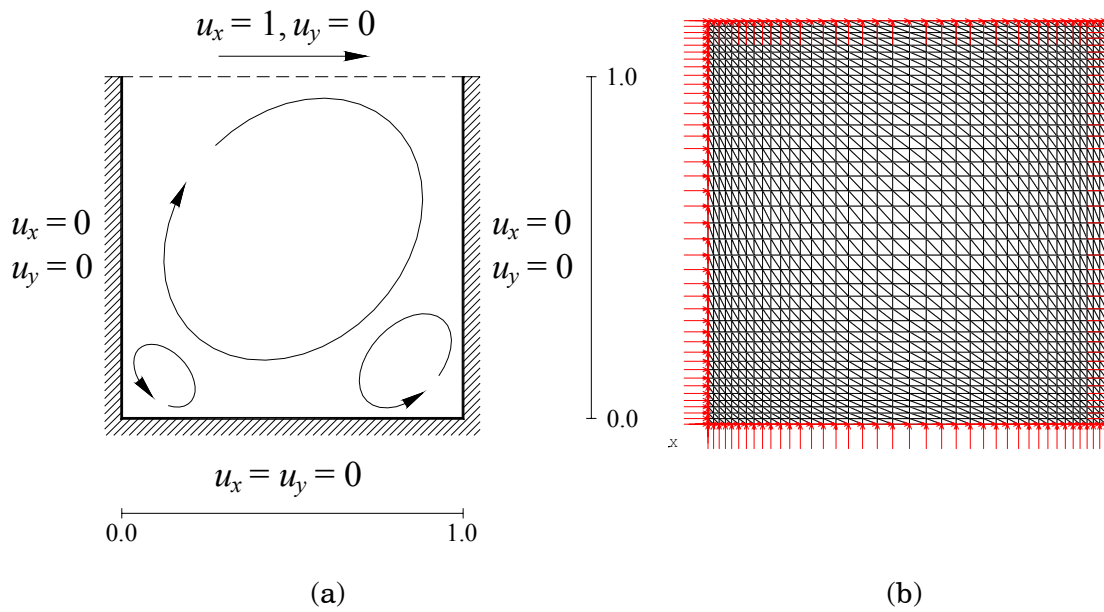 u_x = 1, u_y = 0
1.0
u_x = 0
u_y = 0
u_x = 0
u_y = 0
0.0
x
u_x = u_y = 0
0.0 1.0
(a) (b)